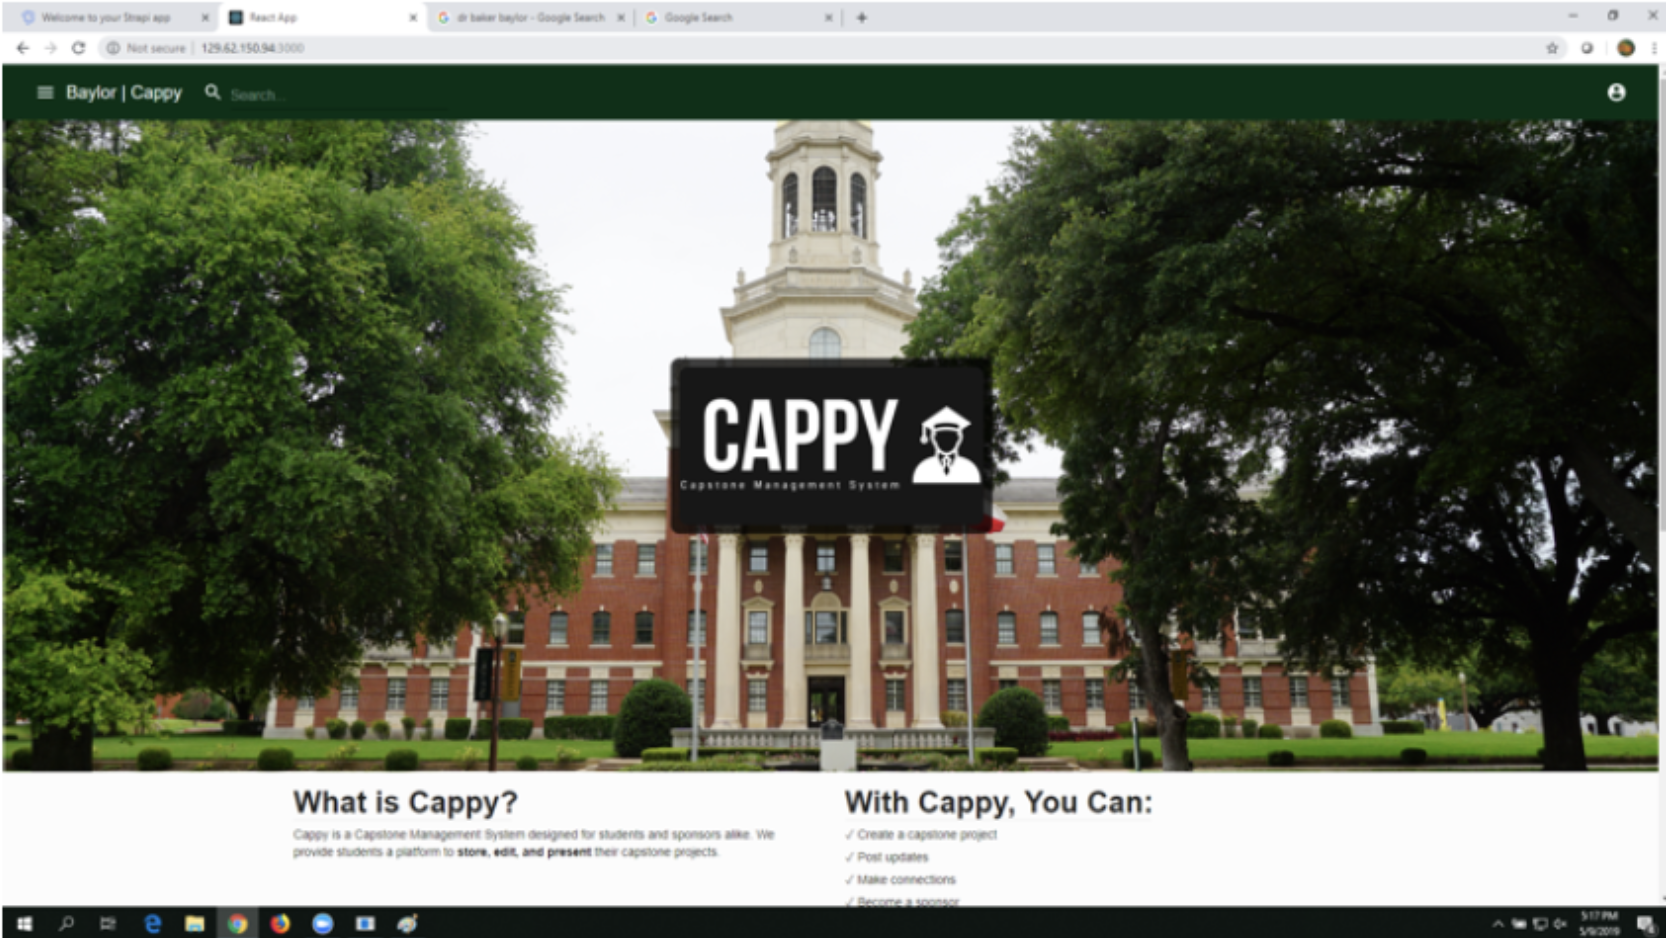 Welcome to your Strapi app
React App
dr baker baylor - Google Search
Google Search
Not secure | 129.62.150.94:3000
Baylor | Cappy
Search...
CAPPY
Capstone Management System
What is Cappy?
Cappy is a Capstone Management System designed for students and sponsors alike. We
provide students a platform to store, edit, and present their capstone projects.
With Cappy, You Can:
✓ Create a capstone project
✓ Post updates
✓ Make connections
✓ Become a sponsor
5:17 PM
5/9/2019